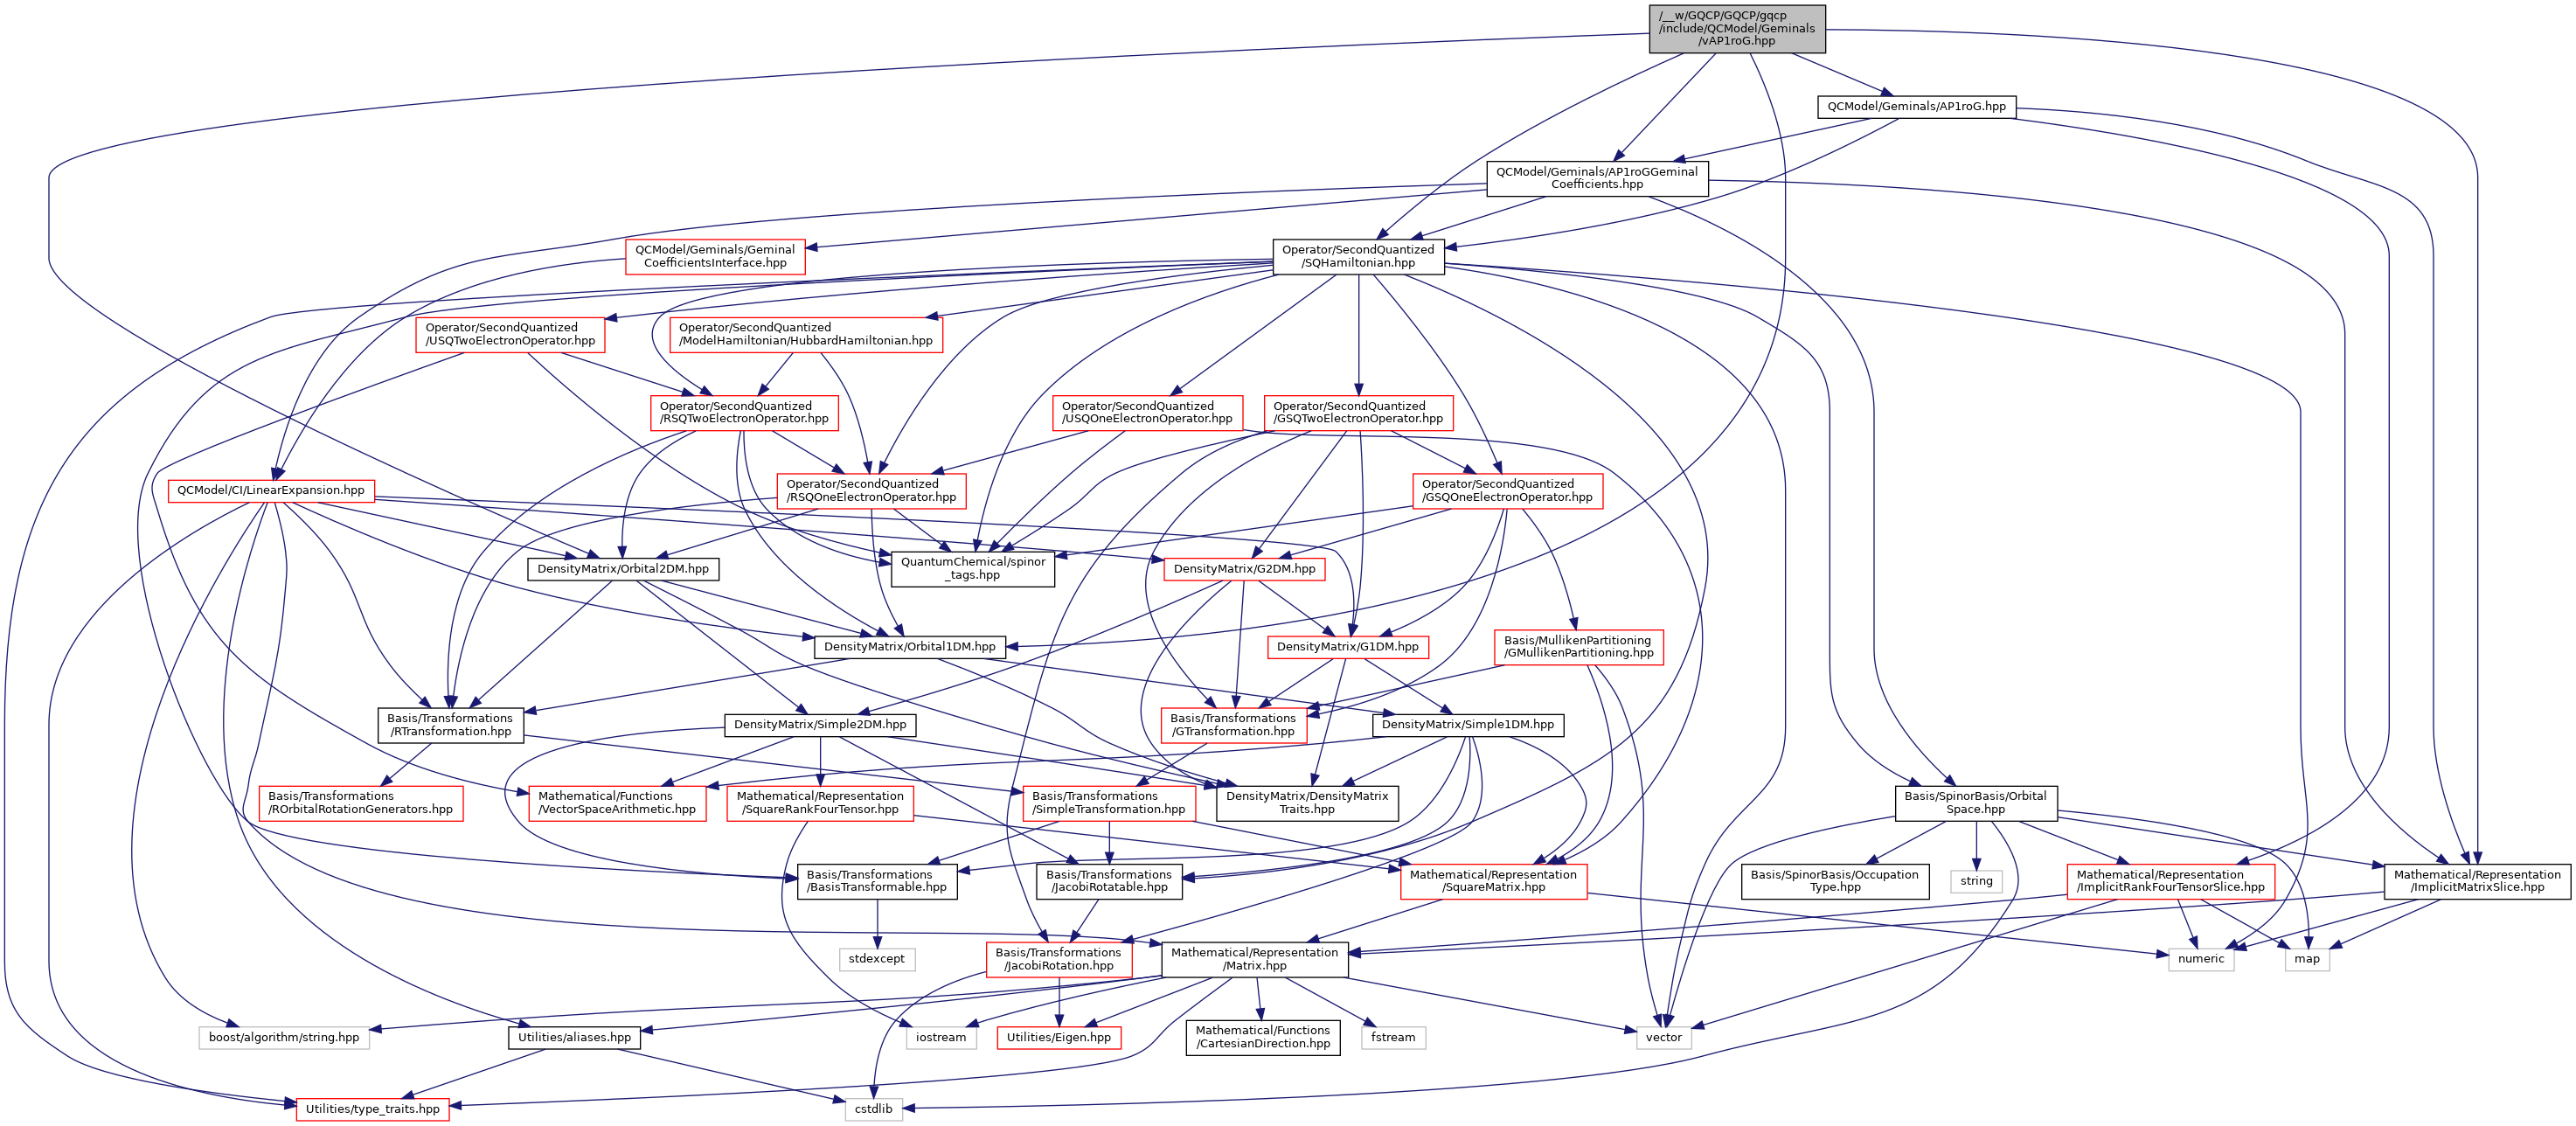 /__w/GQCP/GQCP/gqcp
/include/QCModel/Geminals
/vAP1roG.hpp
QCModel/Geminals/AP1roG.hpp
QCModel/Geminals/AP1roGGeminal
Coefficients.hpp
QCModel/Geminals/Geminal
CoefficientsInterface.hpp
Operator/SecondQuantized
/SQHamiltonian.hpp
Operator/SecondQuantized
/USQTwoElectronOperator.hpp
Operator/SecondQuantized
/ModelHamiltonian/HubbardHamiltonian.hpp
Operator/SecondQuantized
/RSQTwoElectronOperator.hpp
Operator/SecondQuantized
/USQOneElectronOperator.hpp
Operator/SecondQuantized
/GSQTwoElectronOperator.hpp
QCModel/CI/LinearExpansion.hpp
Operator/SecondQuantized
/RSQOneElectronOperator.hpp
Operator/SecondQuantized
/GSQOneElectronOperator.hpp
DensityMatrix/Orbital2DM.hpp
QuantumChemical/spinor
_tags.hpp
DensityMatrix/G2DM.hpp
DensityMatrix/Orbital1DM.hpp
DensityMatrix/G1DM.hpp
Basis/MullikenPartitioning
/GMullikenPartitioning.hpp
Basis/Transformations
/RTransformation.hpp
DensityMatrix/Simple2DM.hpp
Basis/Transformations
/GTransformation.hpp
DensityMatrix/Simple1DM.hpp
Basis/Transformations
/ROrbitalRotationGenerators.hpp
Mathematical/Functions
/VectorSpaceArithmetic.hpp
Mathematical/Representation
/SquareRankFourTensor.hpp
Basis/Transformations
/SimpleTransformation.hpp
DensityMatrix/DensityMatrix
Traits.hpp
Basis/SpinorBasis/Orbital
Space.hpp
Basis/Transformations
/BasisTransformable.hpp
Basis/Transformations
/JacobiRotatable.hpp
Mathematical/Representation
/SquareMatrix.hpp
Basis/SpinorBasis/Occupation
Type.hpp
string
Mathematical/Representation
/ImplicitRankFourTensorSlice.hpp
Mathematical/Representation
/ImplicitMatrixSlice.hpp
stdexcept
Basis/Transformations
/JacobiRotation.hpp
Mathematical/Representation
/Matrix.hpp
numeric
map
boost/algorithm/string.hpp
Utilities/aliases.hpp
iostream
Utilities/Eigen.hpp
Mathematical/Functions
/CartesianDirection.hpp
fstream
vector
Utilities/type_traits.hpp
cstdlib